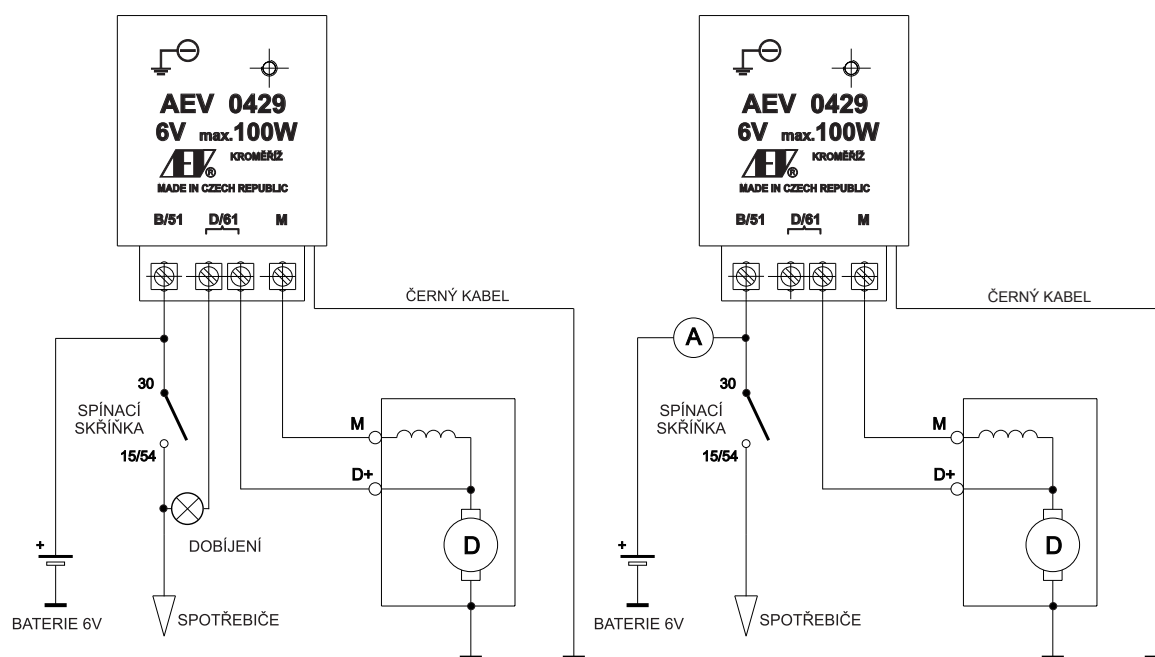 AEV 0429
6V max.100W
AEV® KROMĚŘÍŽ
MADE IN CZECH REPUBLIC
B/51 D/61 M
ČERNÝ KABEL
30
SPÍNACÍ
SKŘÍŇKA
15/54
M
D+
DOBÍJENÍ
D
+
BATERIE 6V
SPOTŘEBIČE
AEV 0429
6V max.100W
AEV® KROMĚŘÍŽ
MADE IN CZECH REPUBLIC
B/51 D/61 M
ČERNÝ KABEL
A
30
SPÍNACÍ
SKŘÍŇKA
15/54
M
D+
D
+
BATERIE 6V
SPOTŘEBIČE